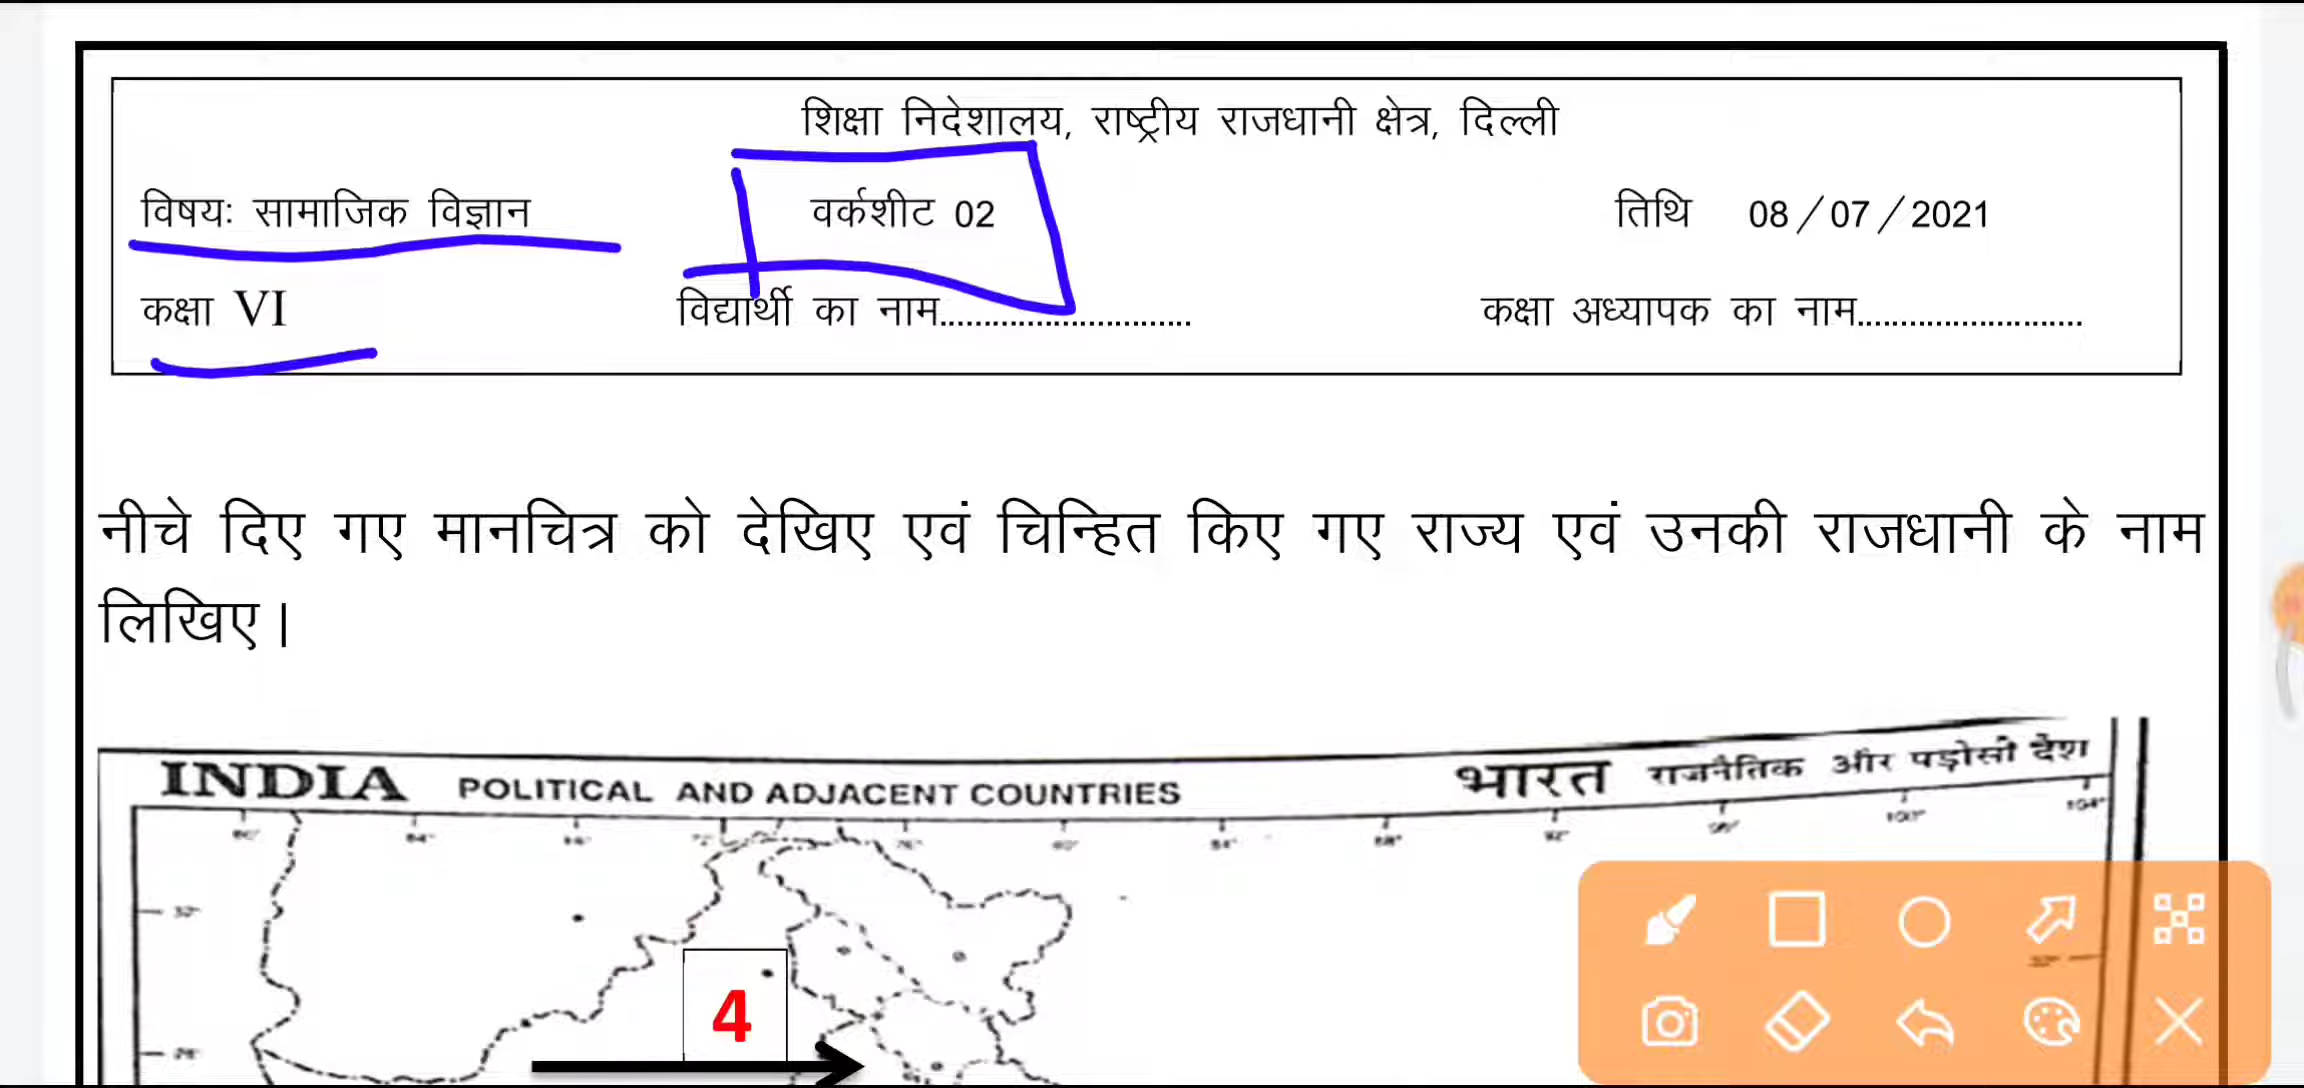 शिक्षा निदेशालय, राष्ट्रीय राजधानी क्षेत्र, दिल्ली
विषयः सामाजिक विज्ञान वर्कशीट 02 तिथि 08/07/2021
कक्षा VI विद्यार्थी का नाम............................ कक्षा अध्यापक का नाम.........................
नीचे दिए गए मानचित्र को देखिए एवं चिन्हित किए गए राज्य एवं उनकी राजधानी के नाम
लिखिए।
INDIA POLITICAL AND ADJACENT COUNTRIES भारत राजनैतिक और पड़ोसी देश
4